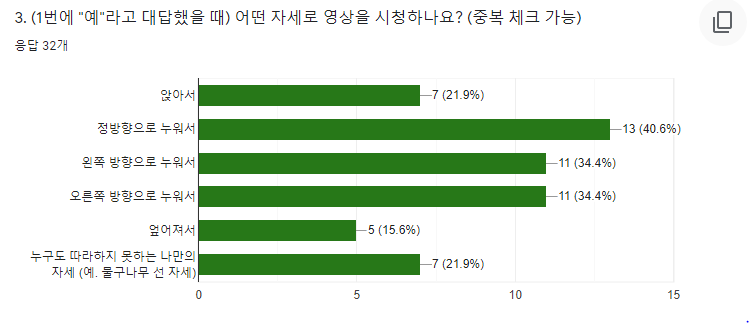 3. (1번에 "예"라고 대답했을 때) 어떤 자세로 영상을 시청하나요? (중복 체크 가능)
응답 32개
앉아서
7 (21.9%)
정방향으로 누워서
13 (40.6%)
왼쪽 방향으로 누워서
11 (34.4%)
오른쪽 방향으로 누워서
11 (34.4%)
엎어져서
5 (15.6%)
누구도 따라하지 못하는 나만의
자세 (예. 물구나무 선 자세)
7 (21.9%)
0
5
10
15
.